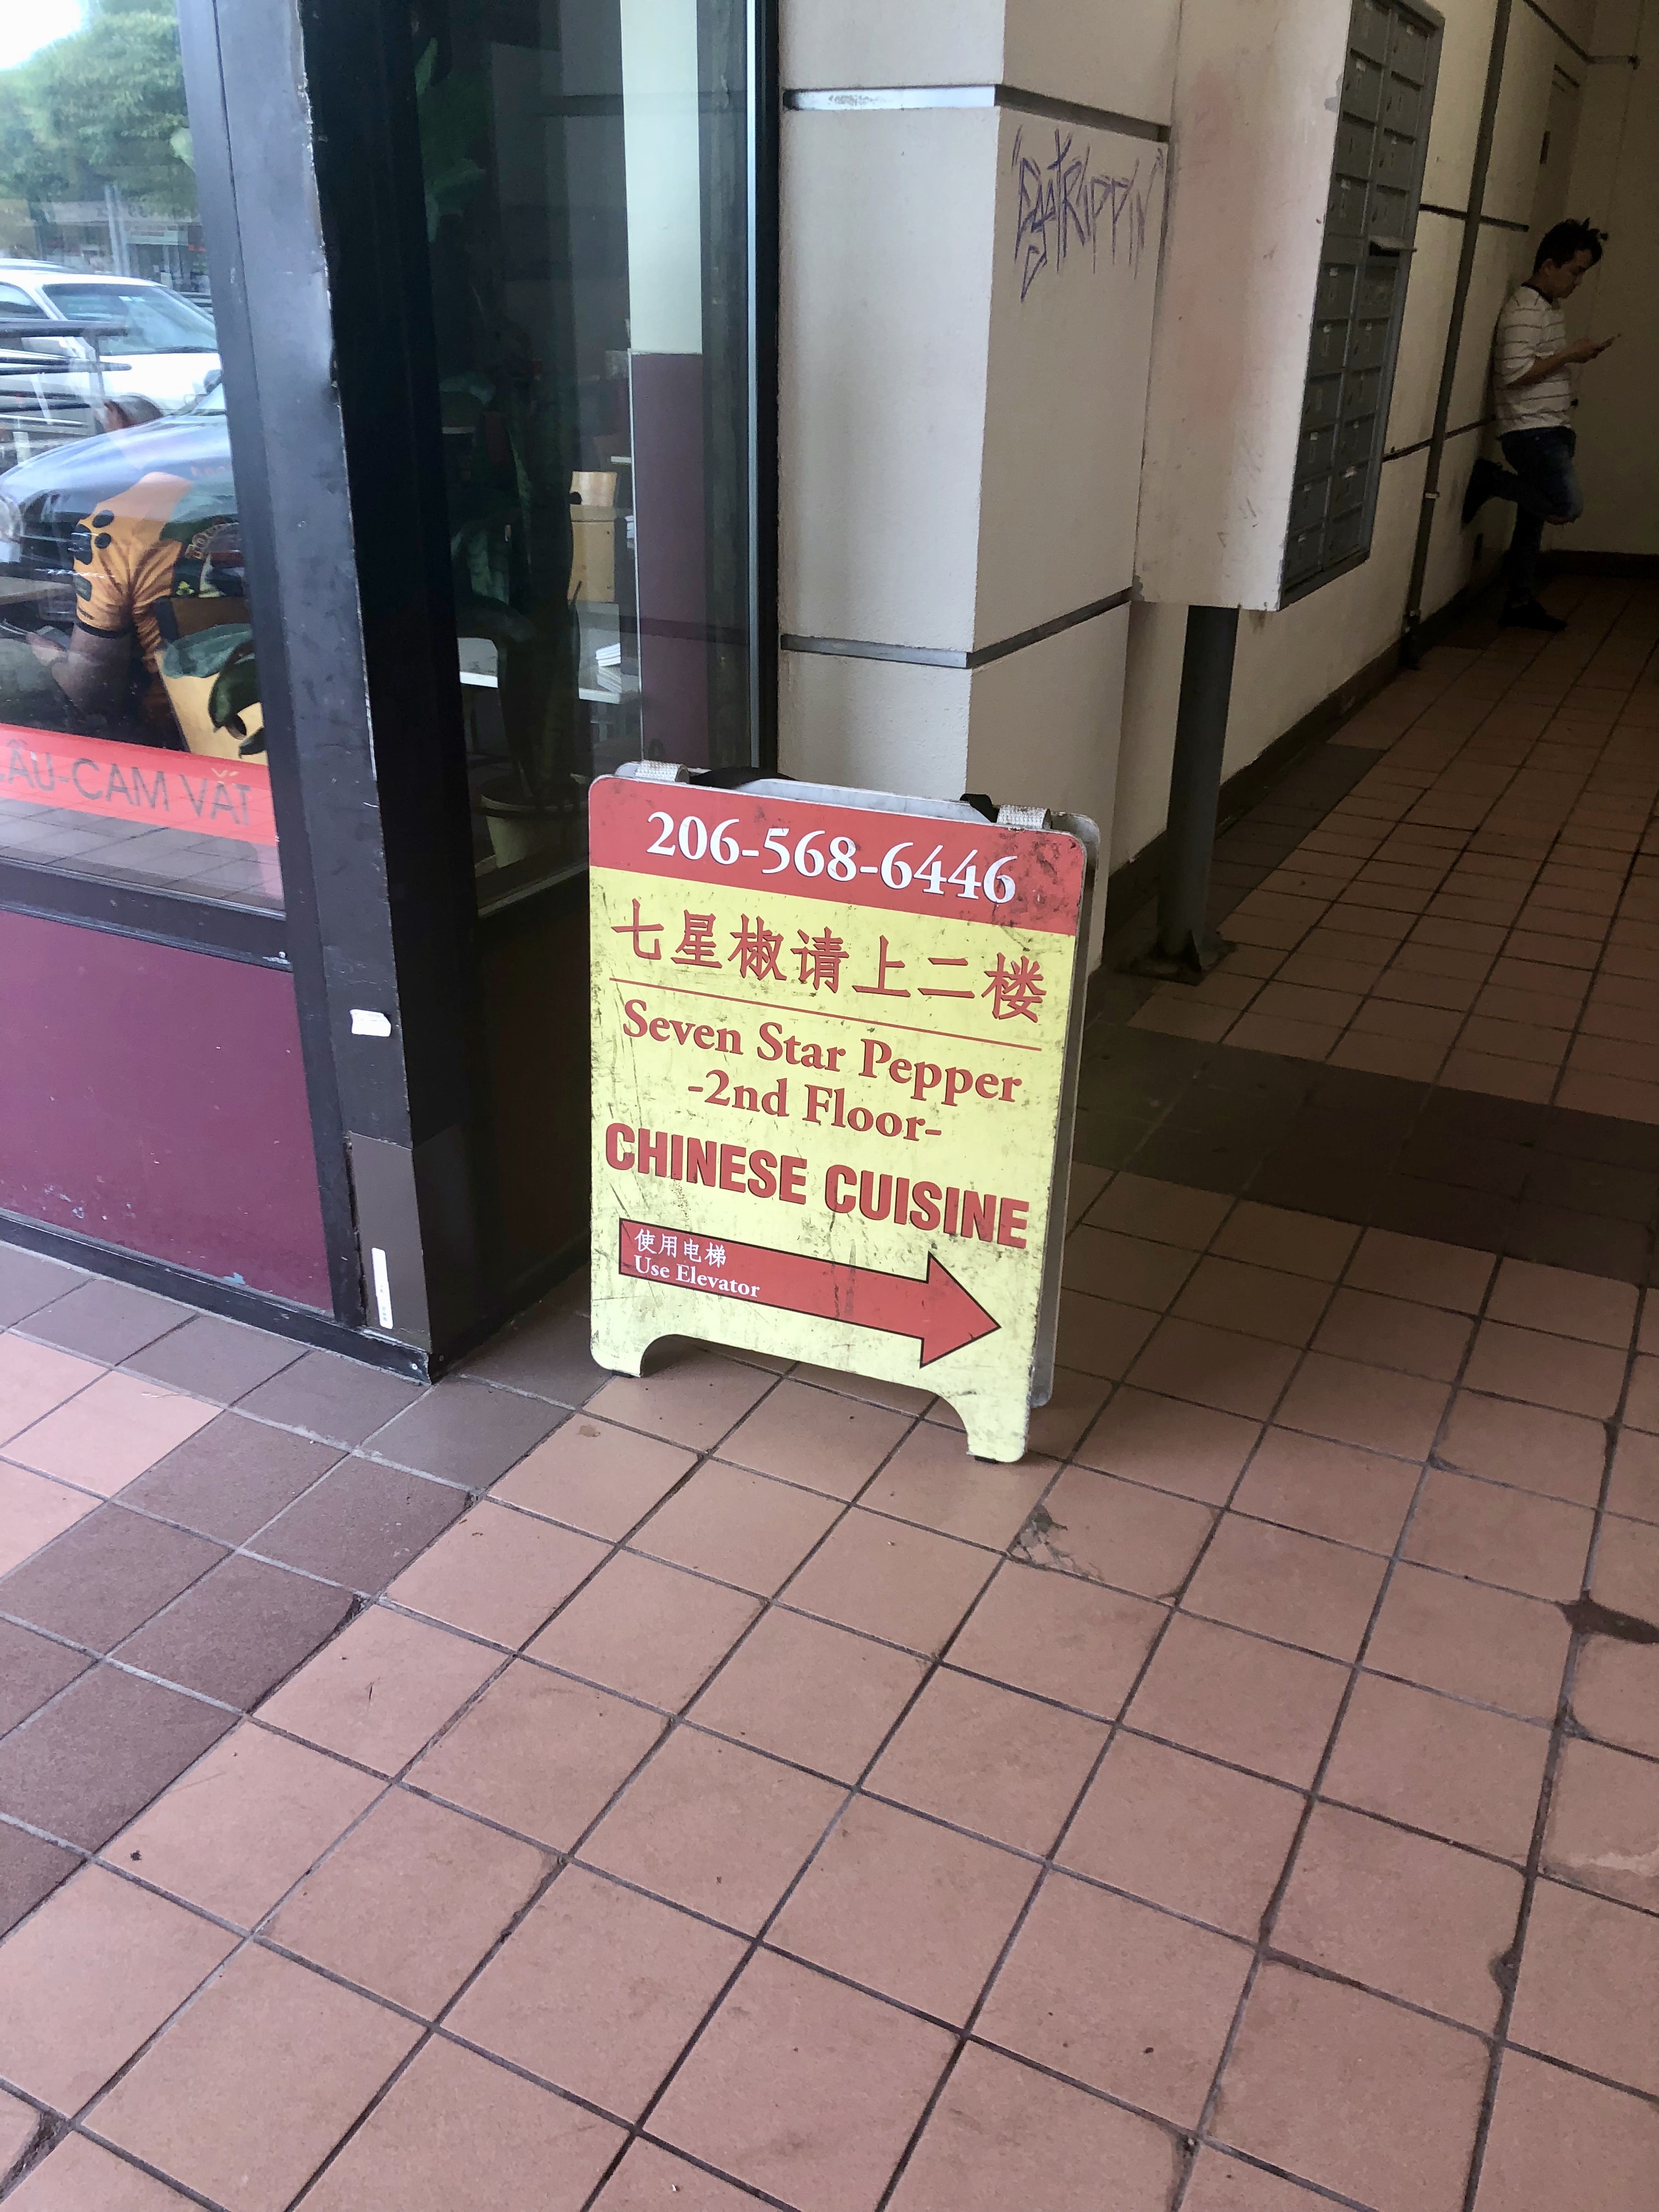 206-568-6446
七星椒请上二楼
Seven Star Pepper
-2nd Floor-
CHINESE CUISINE
使用电梯
Use Elevator
CẦU-CAM VẮT